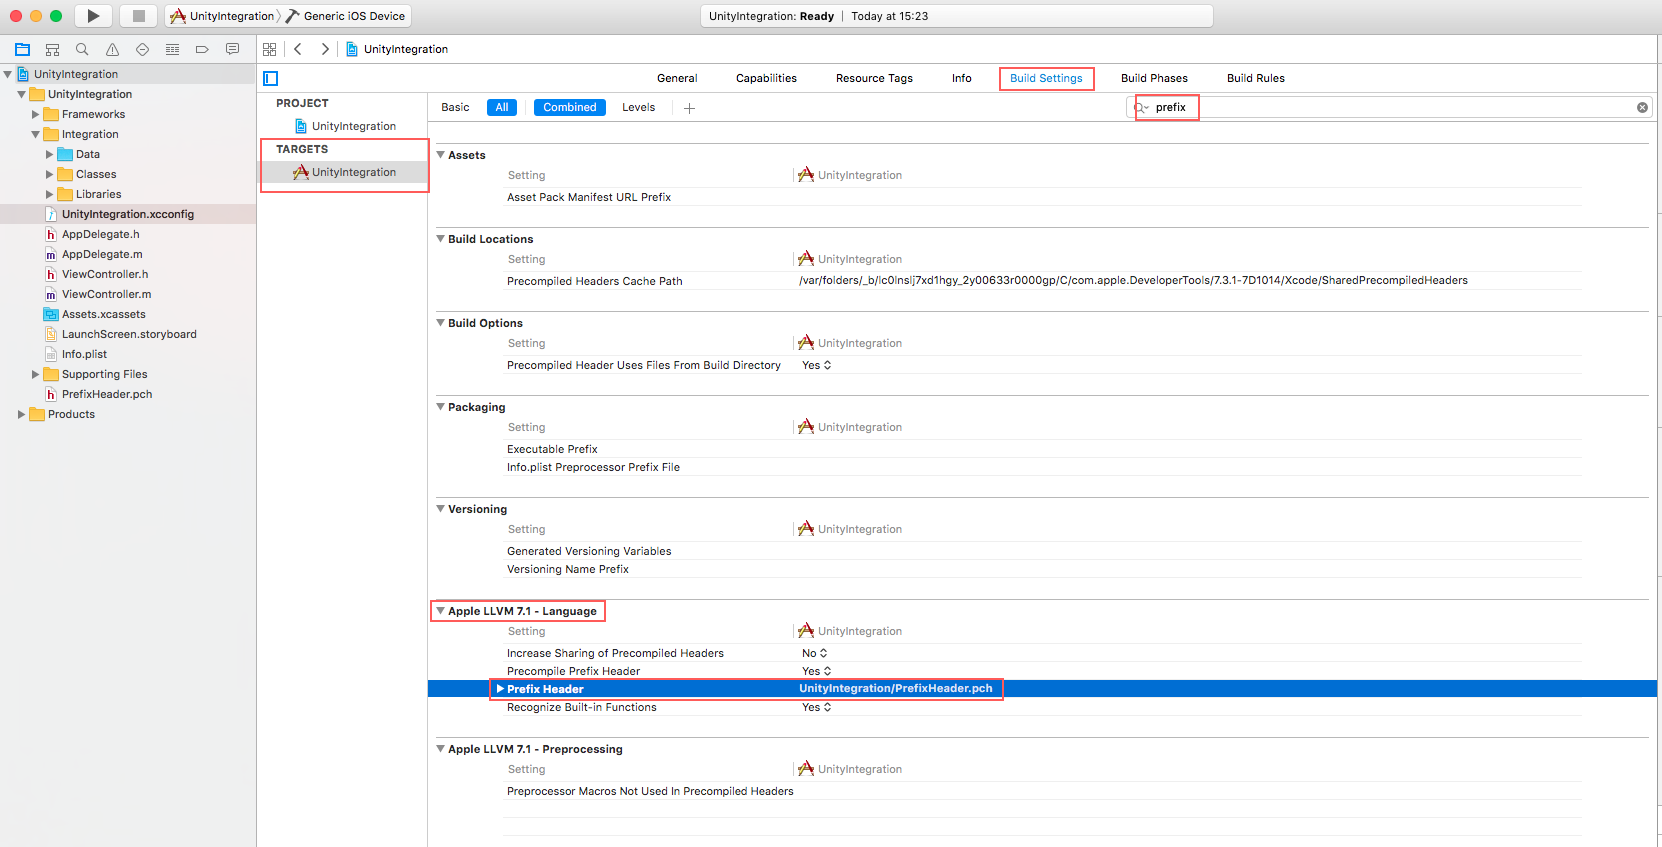 UnityIntegration Generic iOS Device
UnityIntegration: Ready | Today at 15:23
UnityIntegration
UnityIntegration
UnityIntegration
Frameworks
Integration
Data
Classes
Libraries
UnityIntegration.xcconfig
AppDelegate.h
AppDelegate.m
ViewController.h
ViewController.m
Assets.xcassets
LaunchScreen.storyboard
Info.plist
Supporting Files
PrefixHeader.pch
Products
General Capabilities Resource Tags Info Build Settings Build Phases Build Rules
PROJECT
UnityIntegration
TARGETS
UnityIntegration
Basic All Combined Levels +
prefix
Assets
Setting UnityIntegration
Asset Pack Manifest URL Prefix
Build Locations
Setting UnityIntegration
Precompiled Headers Cache Path /var/folders/_b/lc0lnslj7xd1hgy_2y00633r0000gp/C/com.apple.DeveloperTools/7.3.1-7D1014/Xcode/SharedPrecompiledHeaders
Build Options
Setting UnityIntegration
Precompiled Header Uses Files From Build Directory Yes
Packaging
Setting UnityIntegration
Executable Prefix
Info.plist Preprocessor Prefix File
Versioning
Setting UnityIntegration
Generated Versioning Variables
Versioning Name Prefix
Apple LLVM 7.1 - Language
Setting UnityIntegration
Increase Sharing of Precompiled Headers No
Precompile Prefix Header Yes
Prefix Header UnityIntegration/PrefixHeader.pch
Recognize Built-in Functions Yes
Apple LLVM 7.1 - Preprocessing
Setting UnityIntegration
Preprocessor Macros Not Used In Precompiled Headers